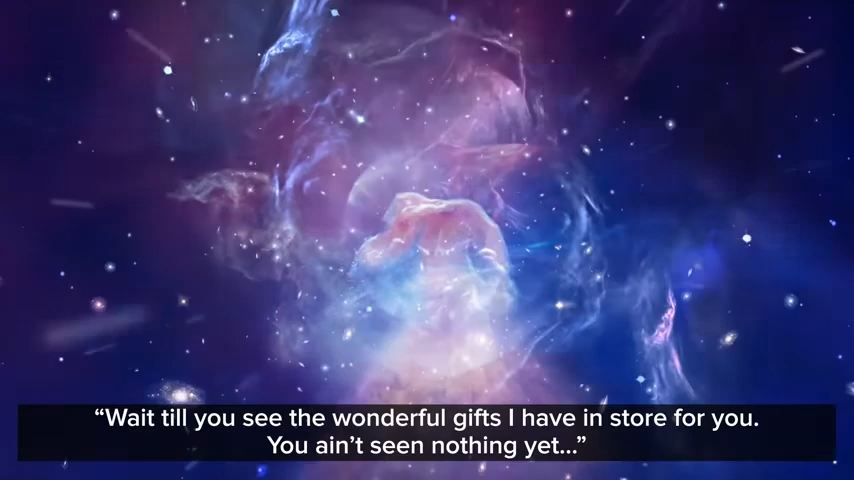 “Wait till you see the wonderful gifts I have in store for you.
You ain’t seen nothing yet...”